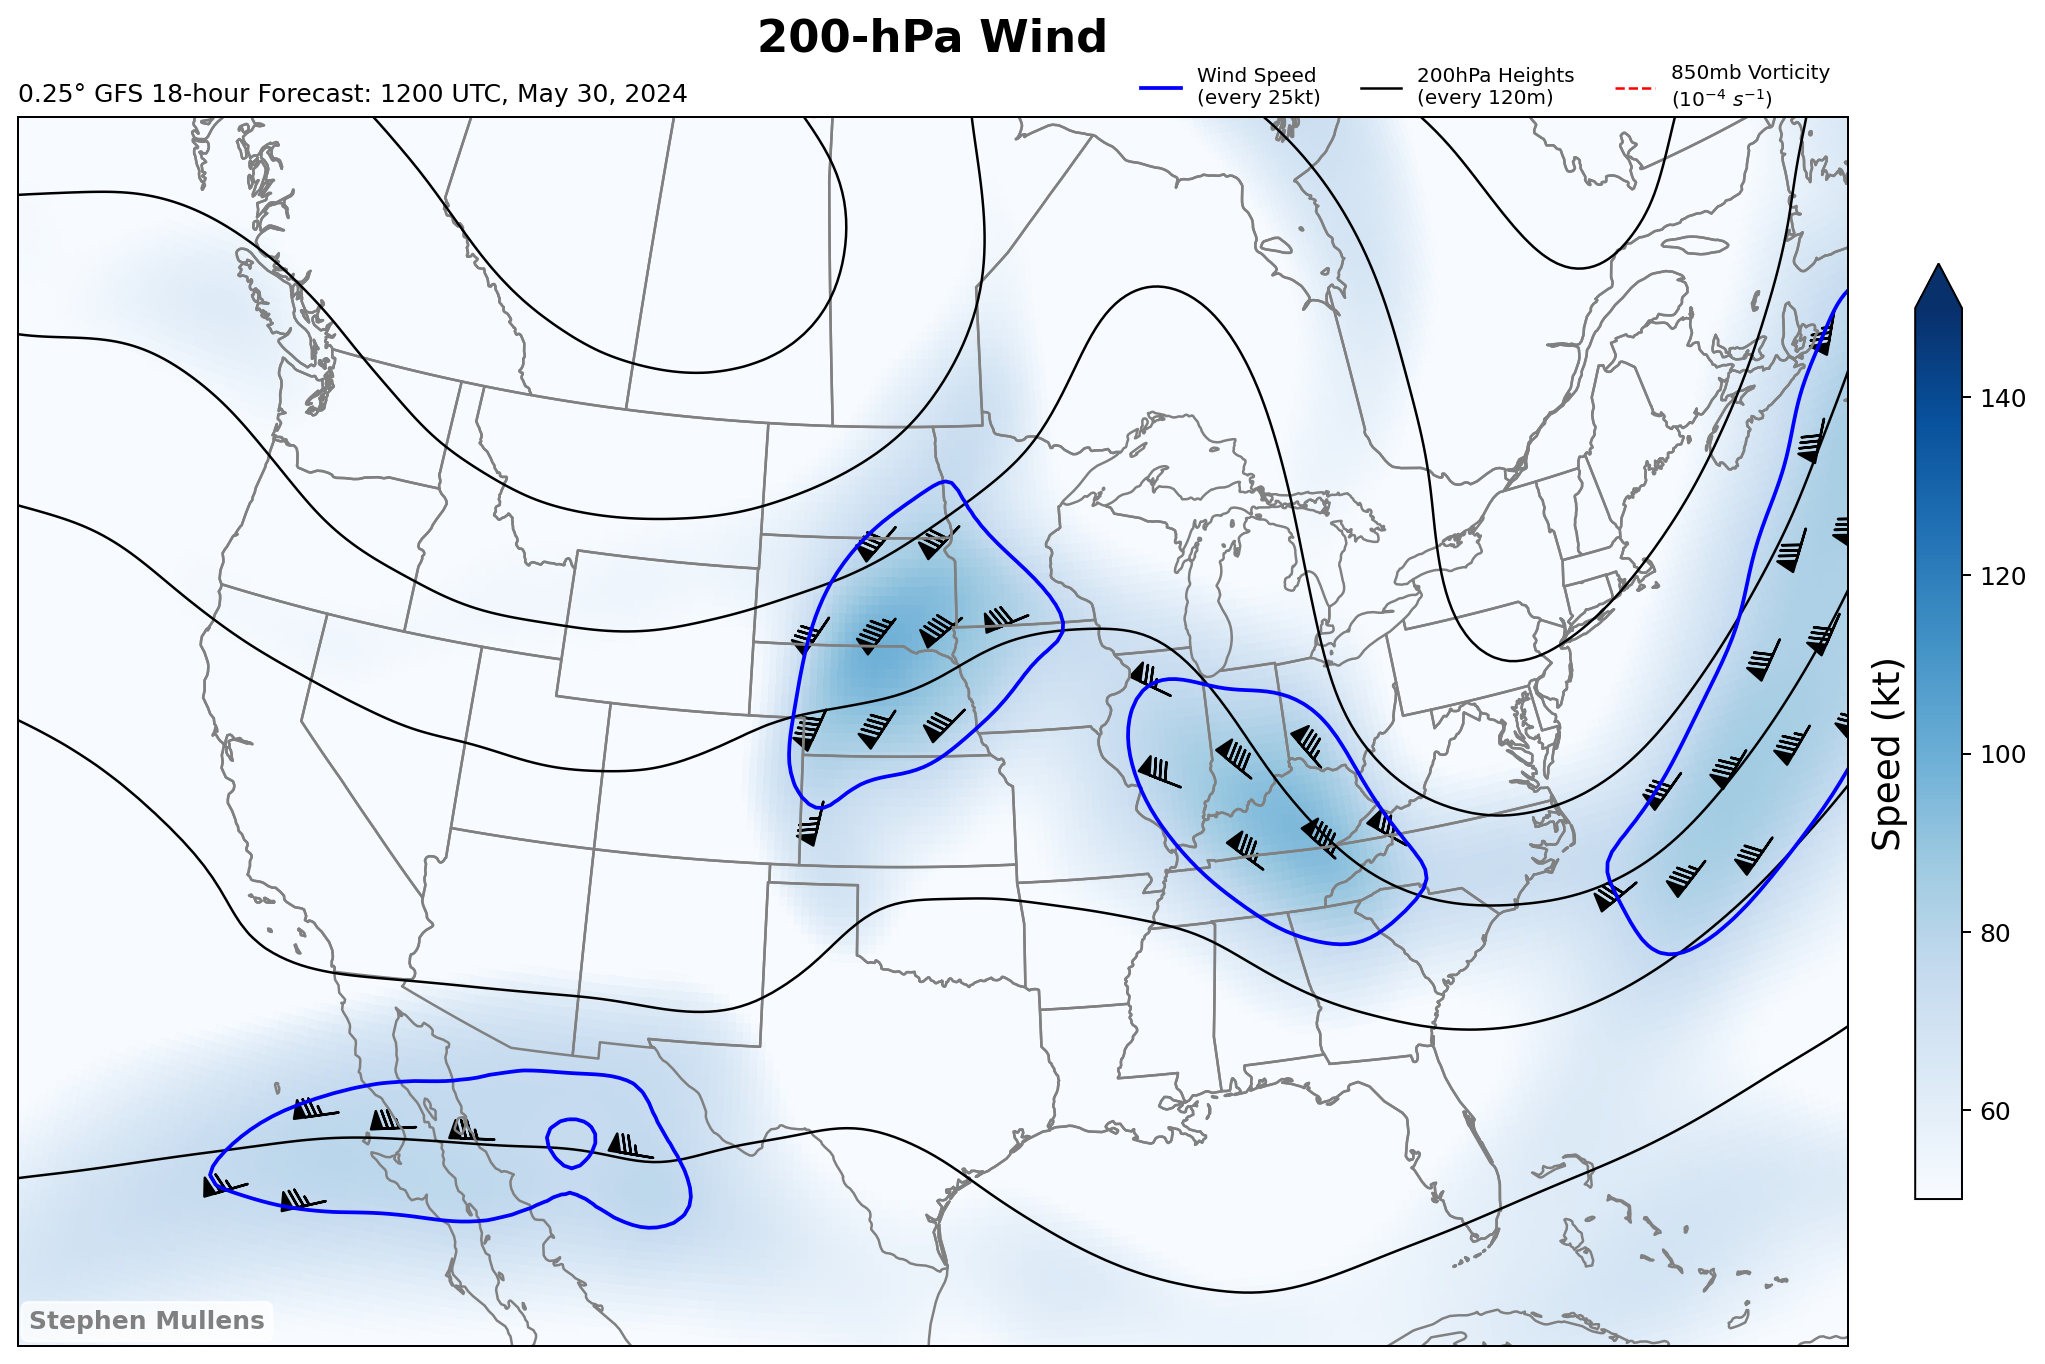 200-hPa Wind
0.25° GFS 18-hour Forecast: 1200 UTC, May 30, 2024
Wind Speed
(every 25kt)
200hPa Heights
(every 120m)
850mb Vorticity
(10⁻⁴ s⁻¹)
140
120
100
80
60
Speed (kt)
Stephen Mullens